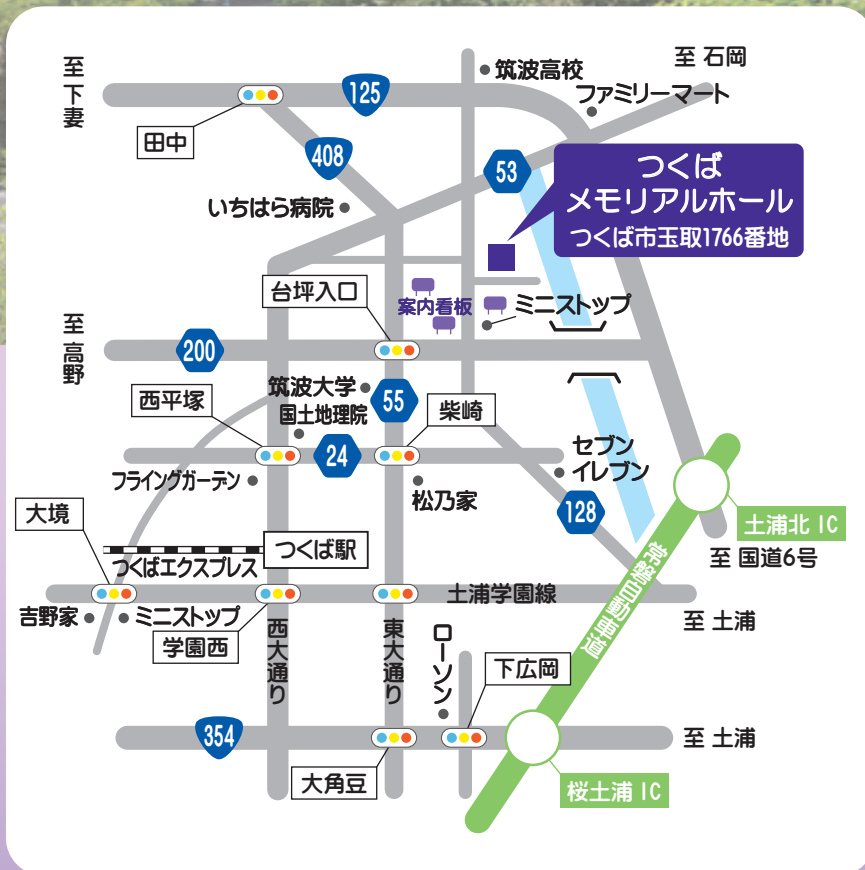 至 石岡
筑波高校
至
下
妻
125
ファミリーマート
田中
408
53
つくば
メモリアルホール
つくば市玉取1766番地
いちはら病院
台坪入口
案内看板
ミニストップ
至
高
野
200
筑波大学
国土地理院
55
西平塚
柴崎
24
セブン
イレブン
フライングガーデン
松乃家
128
大境
土浦北 IC
つくば駅
至 国道6号
つくばエクスプレス
常磐自動車道
土浦学園線
吉野家
ミニストップ
至 土浦
学園西
西大通り
東大通り
ローソン
下広岡
354
至 土浦
大角豆
桜土浦 IC